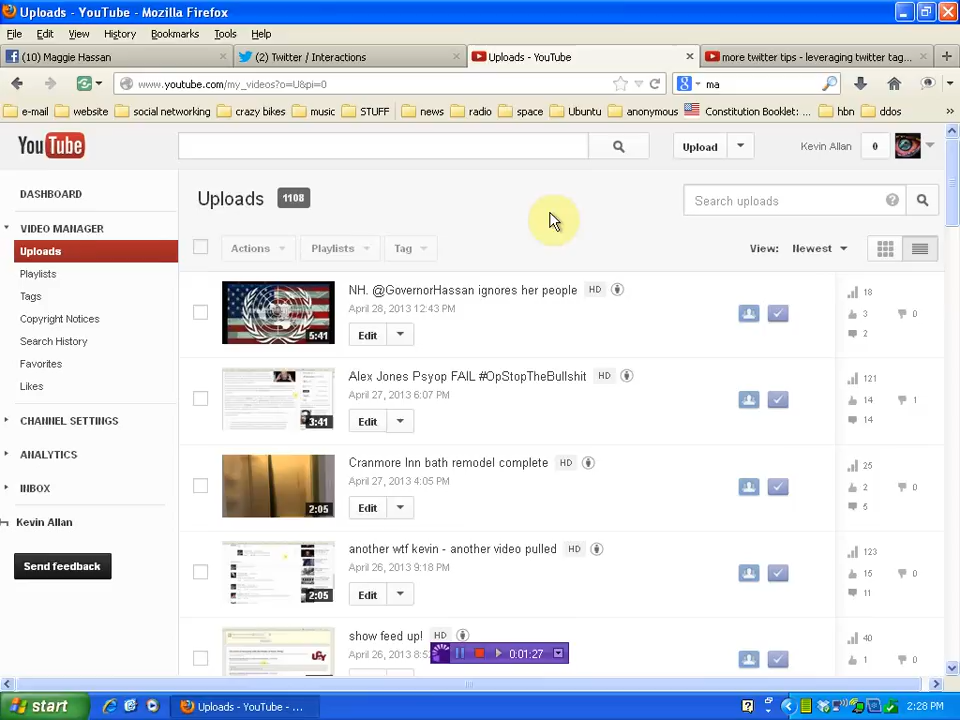 Uploads - YouTube - Mozilla Firefox
File Edit View History Bookmarks Tools Help
(10) Maggie Hassan
(2) Twitter / Interactions
Uploads - YouTube
more twitter tips - leveraging twitter tag...
www.youtube.com/my_videos?o=U&pi=0
ma
e-mail website social networking crazy bikes music STUFF news radio space Ubuntu anonymous Constitution Booklet: ... hbn ddos
YouTube
Upload
Kevin Allan
0
DASHBOARD
VIDEO MANAGER
Uploads
Playlists
Tags
Copyright Notices
Search History
Favorites
Likes
CHANNEL SETTINGS
ANALYTICS
INBOX
Kevin Allan
Send feedback
Uploads 1108
Search uploads
Actions Playlists Tag
View: Newest
NH. @GovernorHassan ignores her people HD
April 28, 2013 12:43 PM
Edit
5:41
18
3 0
2
Alex Jones Psyop FAIL #OpStopTheBullshit HD
April 27, 2013 6:07 PM
Edit
3:41
121
14 1
14
Cranmore Inn bath remodel complete HD
April 27, 2013 4:05 PM
Edit
2:05
25
2 0
5
another wtf kevin - another video pulled HD
April 26, 2013 9:18 PM
Edit
2:05
123
15 0
11
show feed up! HD
April 26, 2013 8:5
40
1 0
0:01:27
start
Uploads - YouTube - ...
2:28 PM